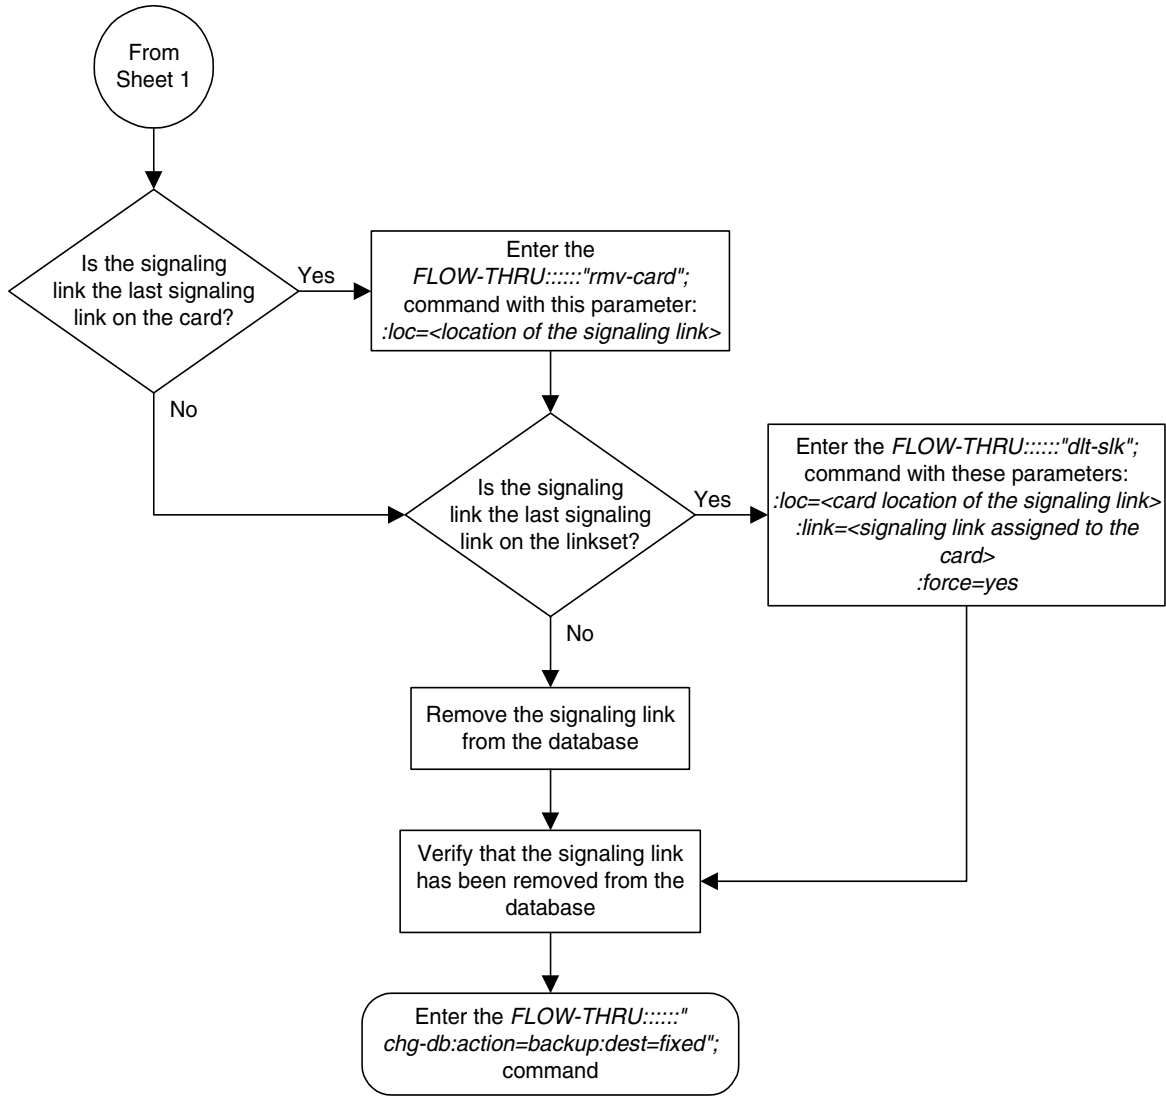 From
Sheet 1
Is the signaling
link the last signaling
link on the card?
Yes
No
Enter the
FLOW-THRU::::::"rmv-card";
command with this parameter:
:loc=<location of the signaling link>
Is the signaling
link the last signaling
link on the linkset?
Yes
No
Enter the FLOW-THRU::::::"dlt-slk";
command with these parameters:
:loc=<card location of the signaling link>
:link=<signaling link assigned to the
card>
:force=yes
Remove the signaling link
from the database
Verify that the signaling link
has been removed from the
database
Enter the FLOW-THRU::::::"
chg-db:action=backup:dest=fixed";
command